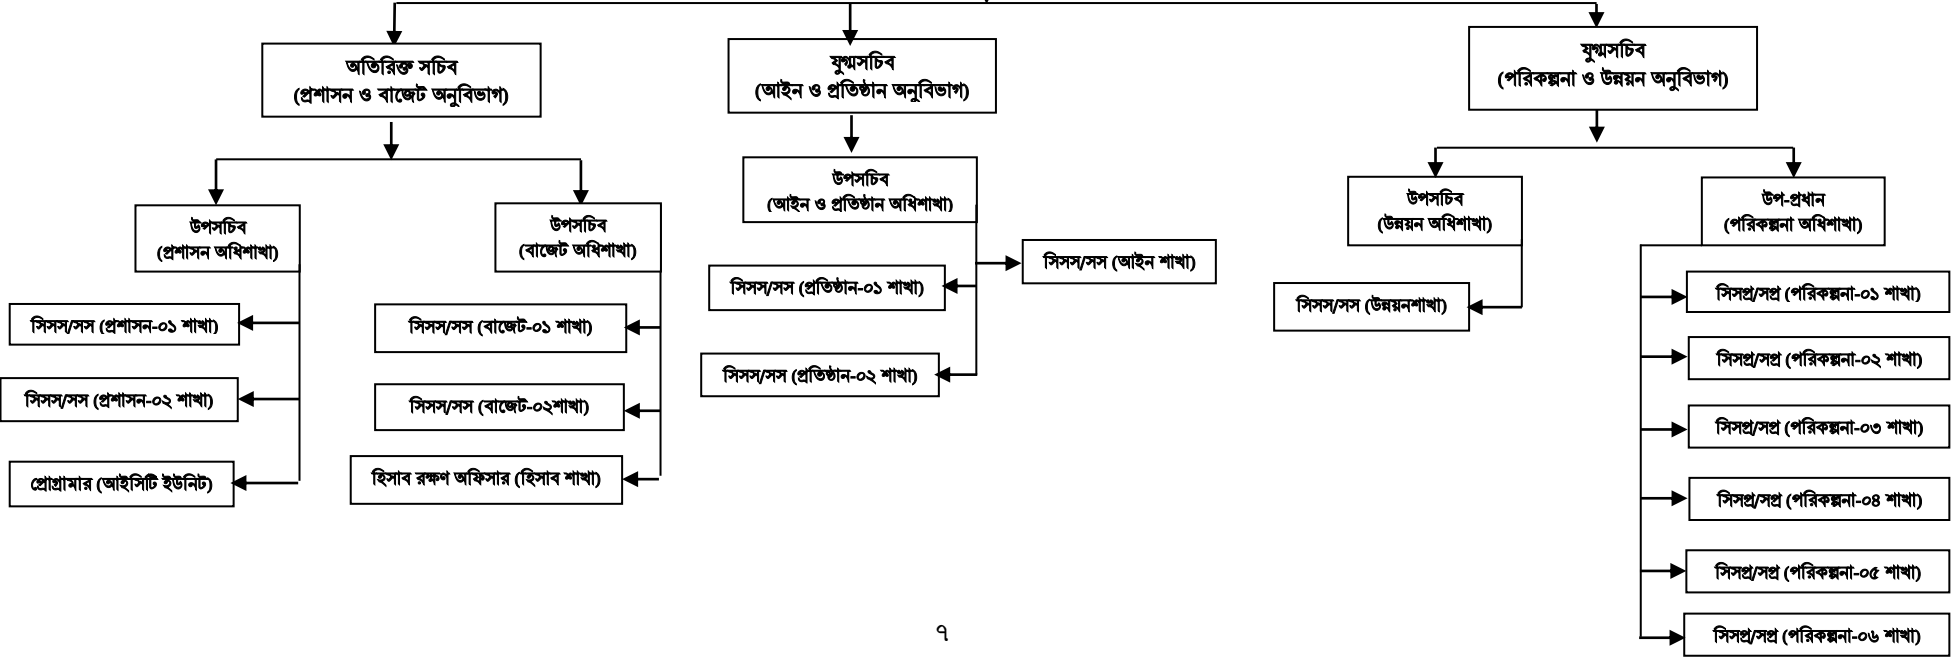 অতিরিক্ত সচিব
(প্রশাসন ও বাজেট অনুবিভাগ)
যুগ্মসচিব
(আইন ও প্রতিষ্ঠান অনুবিভাগ)
যুগ্মসচিব
(পরিকল্পনা ও উন্নয়ন অনুবিভাগ)
উপসচিব
(প্রশাসন অধিশাখা)
উপসচিব
(বাজেট অধিশাখা)
উপসচিব
(আইন ও প্রতিষ্ঠান অধিশাখা)
উপসচিব
(উন্নয়ন অধিশাখা)
উপ-প্রধান
(পরিকল্পনা অধিশাখা)
সিসস/সস (প্রশাসন-০১ শাখা)
সিসস/সস (প্রশাসন-০২ শাখা)
প্রোগ্রামার (আইসিটি ইউনিট)
সিসস/সস (বাজেট-০১ শাখা)
সিসস/সস (বাজেট-০২শাখা)
হিসাব রক্ষণ অফিসার (হিসাব শাখা)
সিসস/সস (আইন শাখা)
সিসস/সস (প্রতিষ্ঠান-০১ শাখা)
সিসস/সস (প্রতিষ্ঠান-০২ শাখা)
সিসস/সস (উন্নয়নশাখা)
সিসপ্র/সপ্র (পরিকল্পনা-০১ শাখা)
সিসপ্র/সপ্র (পরিকল্পনা-০২ শাখা)
সিসপ্র/সপ্র (পরিকল্পনা-০৩ শাখা)
সিসপ্র/সপ্র (পরিকল্পনা-০৪ শাখা)
সিসপ্র/সপ্র (পরিকল্পনা-০৫ শাখা)
সিসপ্র/সপ্র (পরিকল্পনা-০৬ শাখা)
৭